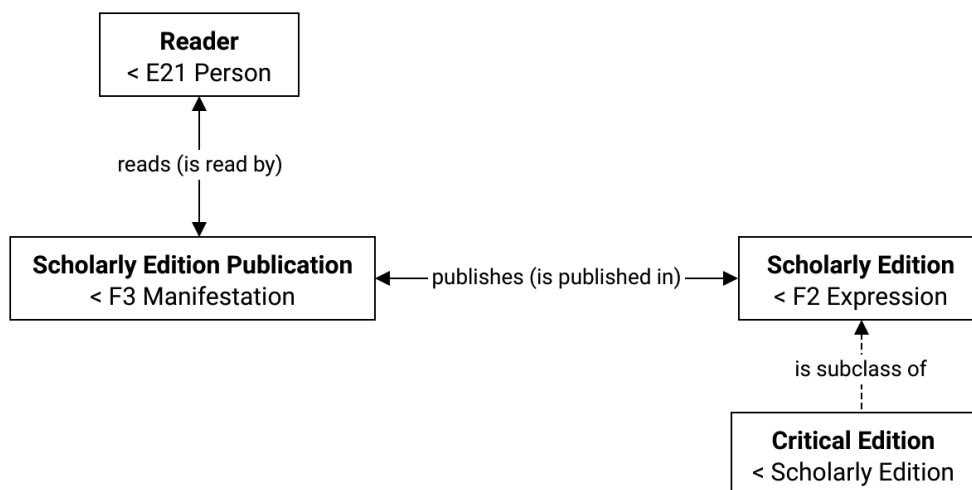 Reader
< E21 Person
reads (is read by)
Scholarly Edition Publication
< F3 Manifestation
publishes (is published in)
Scholarly Edition
< F2 Expression
is subclass of
Critical Edition
< Scholarly Edition